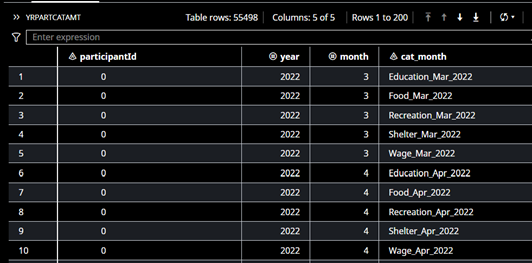 YRPARTCATAMT Table rows: 55498 Columns: 5 of 5 Rows 1 to 200
Enter expression
participantId year month cat_month
1 0 2022 3 Education_Mar_2022
2 0 2022 3 Food_Mar_2022
3 0 2022 3 Recreation_Mar_2022
4 0 2022 3 Shelter_Mar_2022
5 0 2022 3 Wage_Mar_2022
6 0 2022 4 Education_Apr_2022
7 0 2022 4 Food_Apr_2022
8 0 2022 4 Recreation_Apr_2022
9 0 2022 4 Shelter_Apr_2022
10 0 2022 4 Wage_Apr_2022